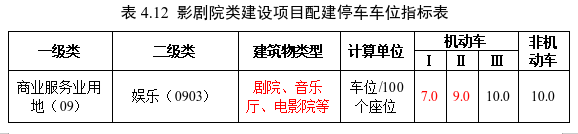 表 4.12 影剧院类建设项目配建停车车位指标表
一级类 二级类 建筑物类型 计算单位 机动车 非机动车
Ⅰ Ⅱ Ⅲ
商业服务业用地（09） 娱乐（0903） 剧院、音乐厅、电影院等 车位/100个座位 7.0 9.0 10.0 10.0